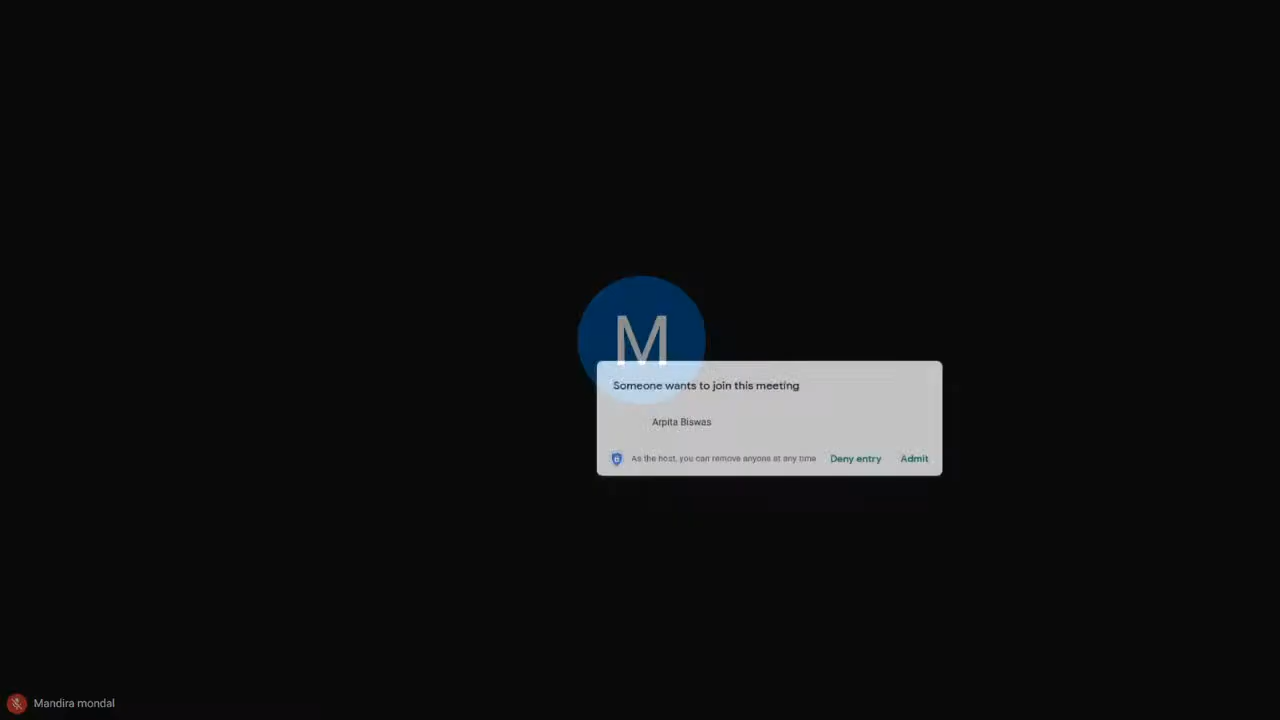 M
Someone wants to join this meeting
Arpita Biswas
As the host, you can remove anyone at any time
Deny entry
Admit
Mandira mondal